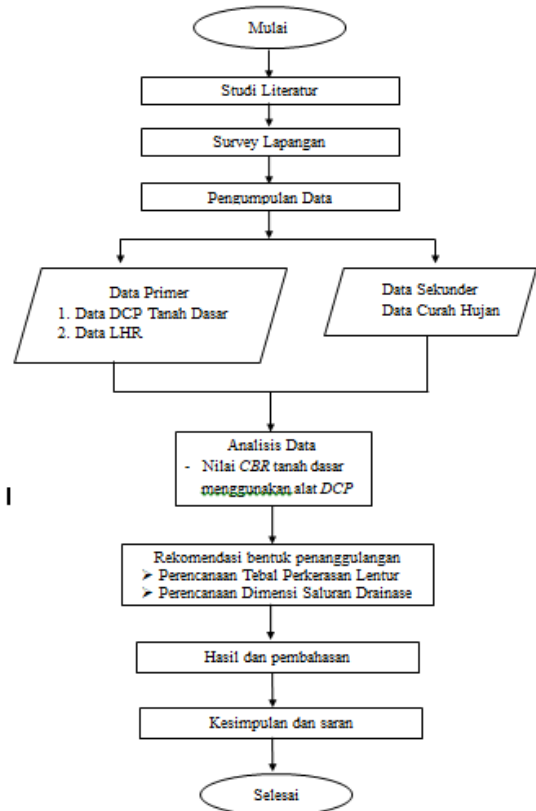 Mulai
Studi Literatur
Survey Lapangan
Pengumpulan Data
Data Primer
1. Data DCP Tanah Dasar
2. Data LHR
Data Sekunder
Data Curah Hujan
Analisis Data
- Nilai CBR tanah dasar
menggunakan alat DCP
Rekomendasi bentuk penanggulangan
➢ Perencanaan Tebal Perkerasan Lentur
➢ Perencanaan Dimensi Saluran Drainase
Hasil dan pembahasan
Kesimpulan dan saran
Selesai